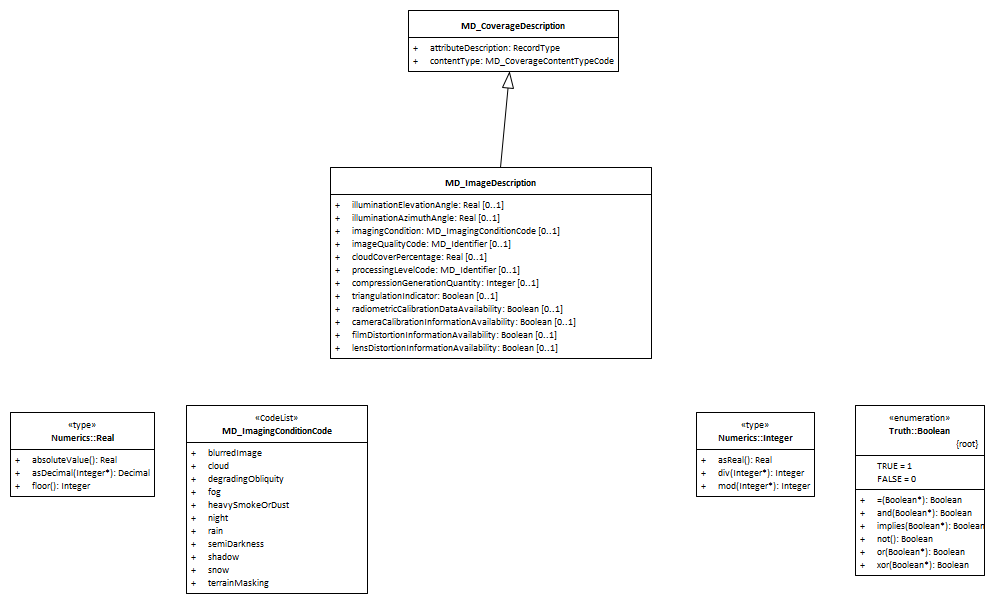 MD_CoverageDescription
+ attributeDescription: RecordType
+ contentType: MD_CoverageContentTypeCode
MD_ImageDescription
+ illuminationElevationAngle: Real [0..1]
+ illuminationAzimuthAngle: Real [0..1]
+ imagingCondition: MD_ImagingConditionCode [0..1]
+ imageQualityCode: MD_Identifier [0..1]
+ cloudCoverPercentage: Real [0..1]
+ processingLevelCode: MD_Identifier [0..1]
+ compressionGenerationQuantity: Integer [0..1]
+ triangulationIndicator: Boolean [0..1]
+ radiometricCalibrationDataAvailability: Boolean [0..1]
+ cameraCalibrationInformationAvailability: Boolean [0..1]
+ filmDistortionInformationAvailability: Boolean [0..1]
+ lensDistortionInformationAvailability: Boolean [0..1]
«type»
Numerics::Real
+ absoluteValue(): Real
+ asDecimal(Integer*): Decimal
+ floor(): Integer
«CodeList»
MD_ImagingConditionCode
+ blurredImage
+ cloud
+ degradingObliquity
+ fog
+ heavySmokeOrDust
+ night
+ rain
+ semiDarkness
+ shadow
+ snow
+ terrainMasking
«type»
Numerics::Integer
+ asReal(): Real
+ div(Integer*): Integer
+ mod(Integer*): Integer
«enumeration»
Truth::Boolean
{root}
TRUE = 1
FALSE = 0
+ =(Boolean*): Boolean
+ and(Boolean*): Boolean
+ implies(Boolean*): Boolean
+ not(): Boolean
+ or(Boolean*): Boolean
+ xor(Boolean*): Boolean